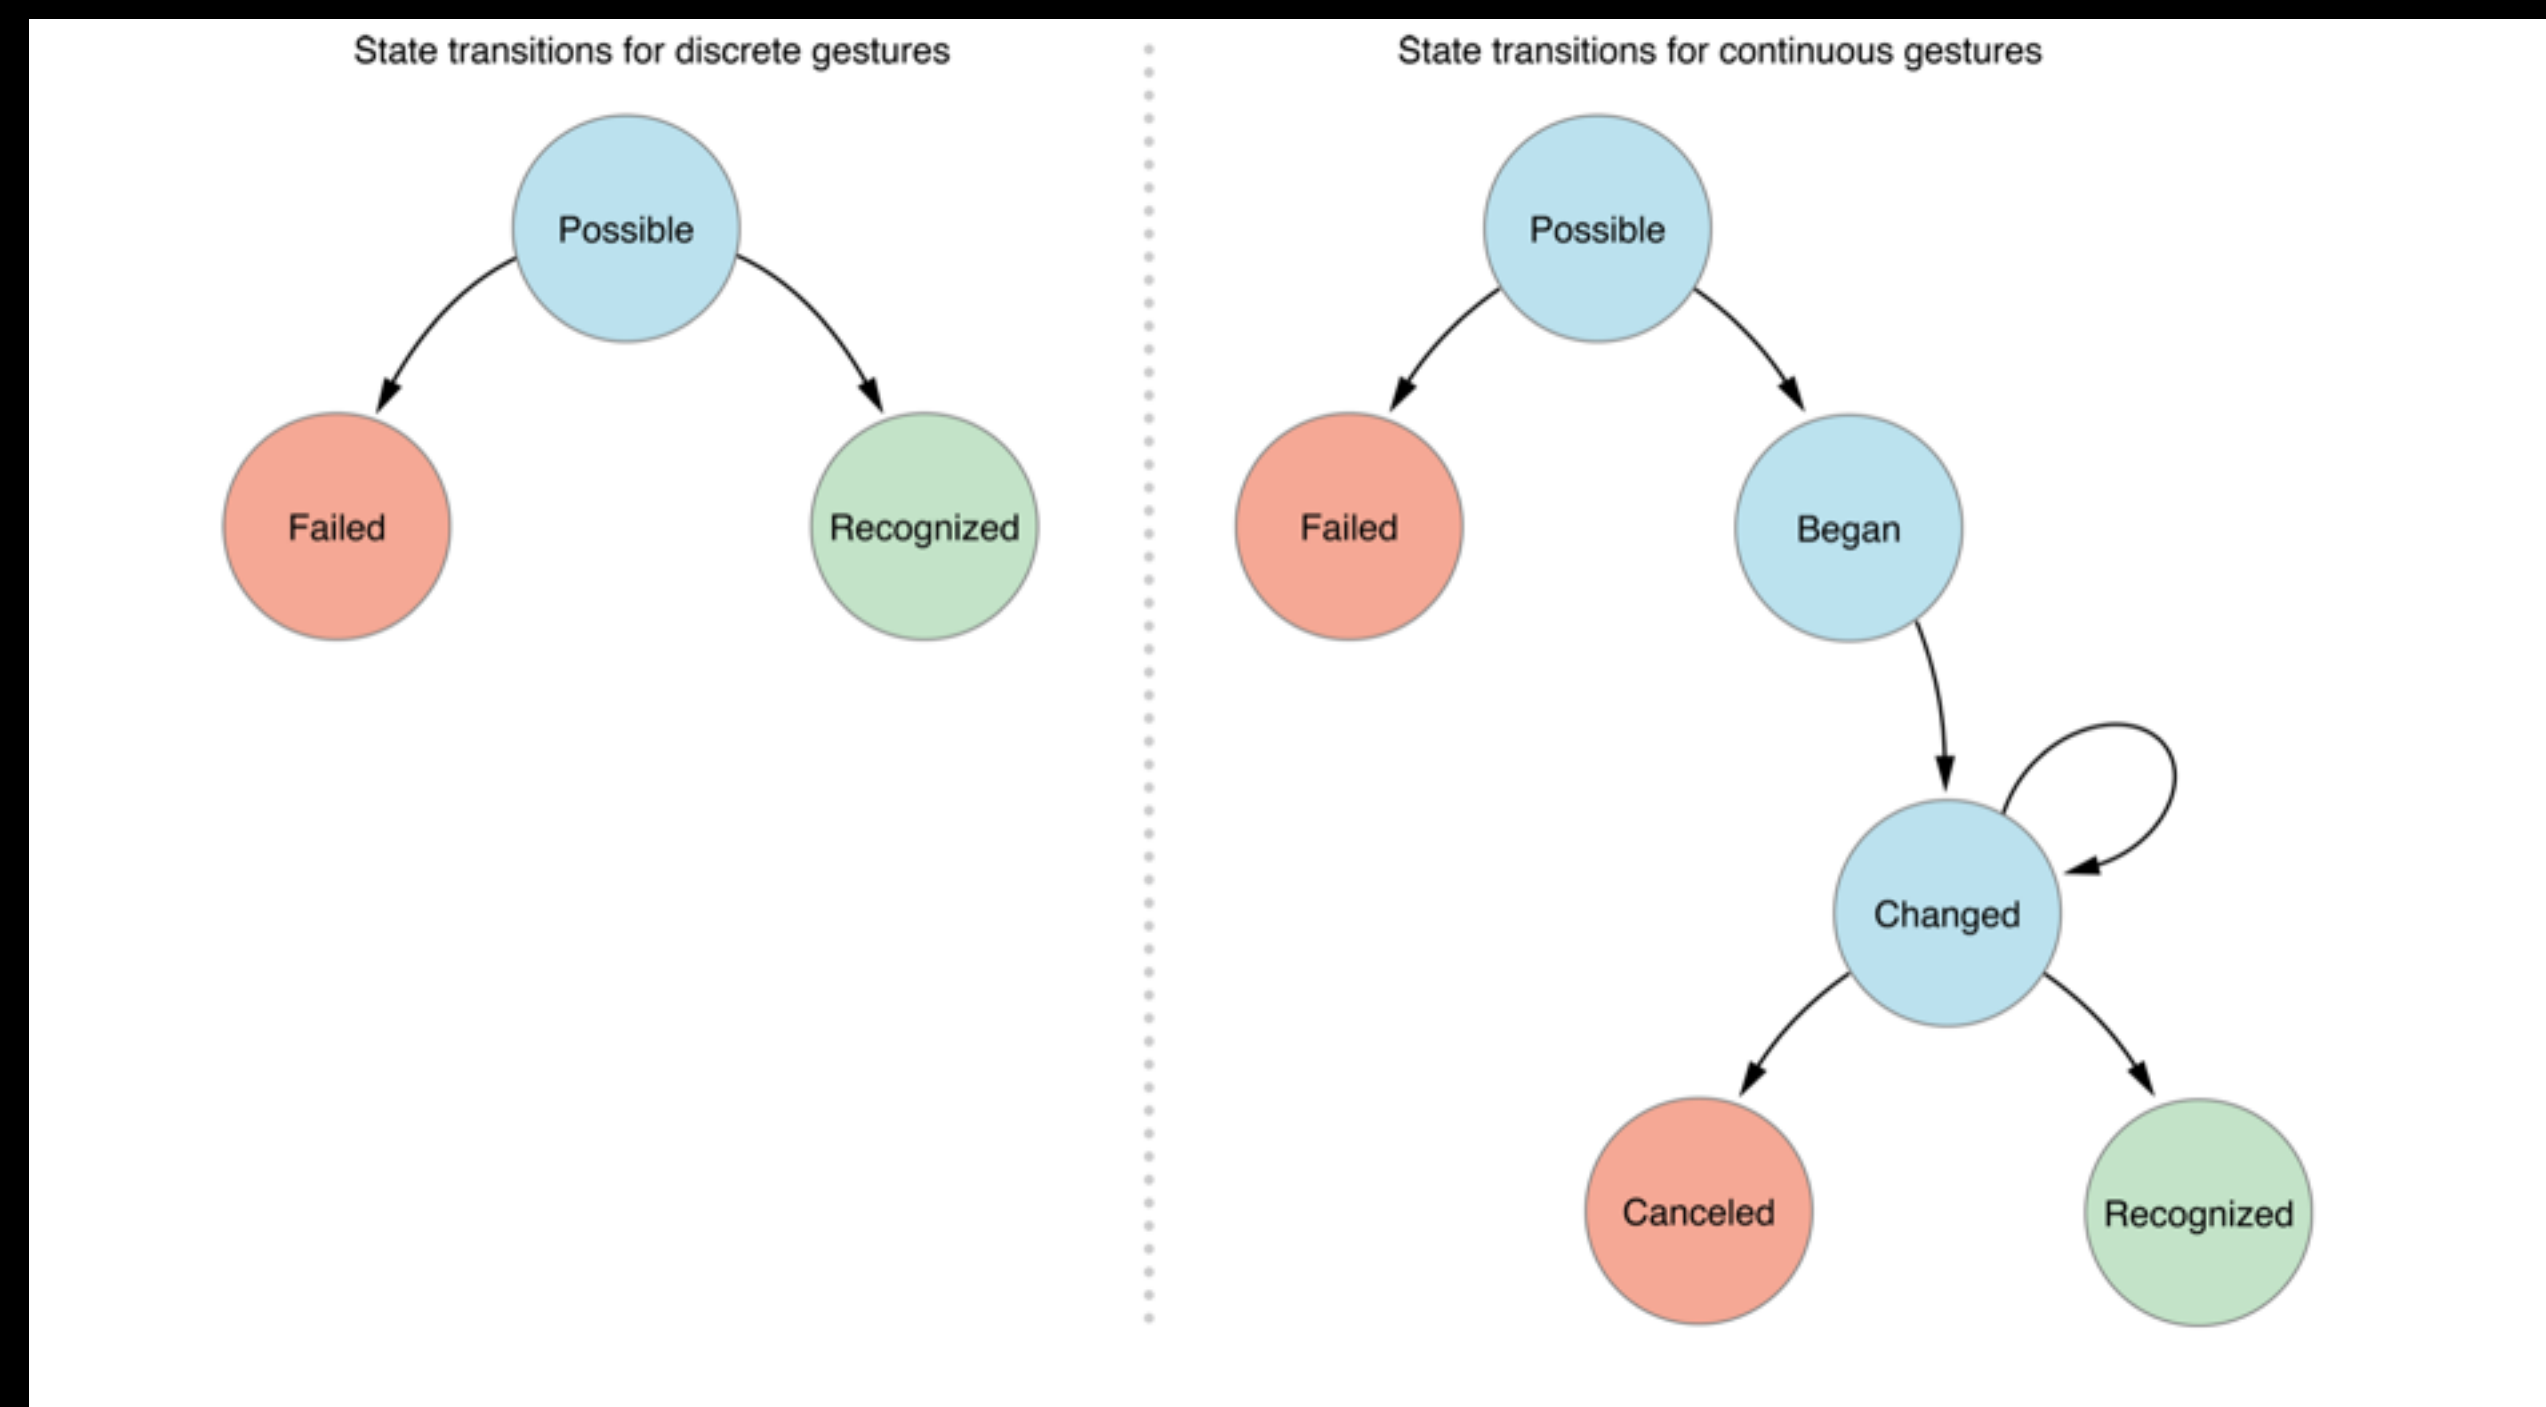 State transitions for discrete gestures
Possible
Failed
Recognized
State transitions for continuous gestures
Possible
Failed
Began
Changed
Canceled
Recognized